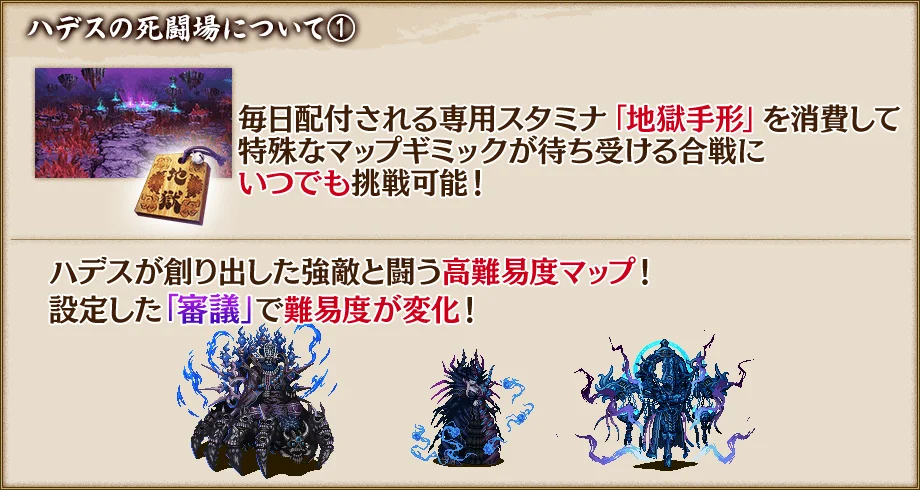 ハデスの死闘場について①
毎日配付される専用スタミナ「地獄手形」を消費して
特殊なマップギミックが待ち受ける合戦に
いつでも挑戦可能!
地獄
ハデスが創り出した強敵と闘う高難易度マップ!
設定した「審議」で難易度が変化!